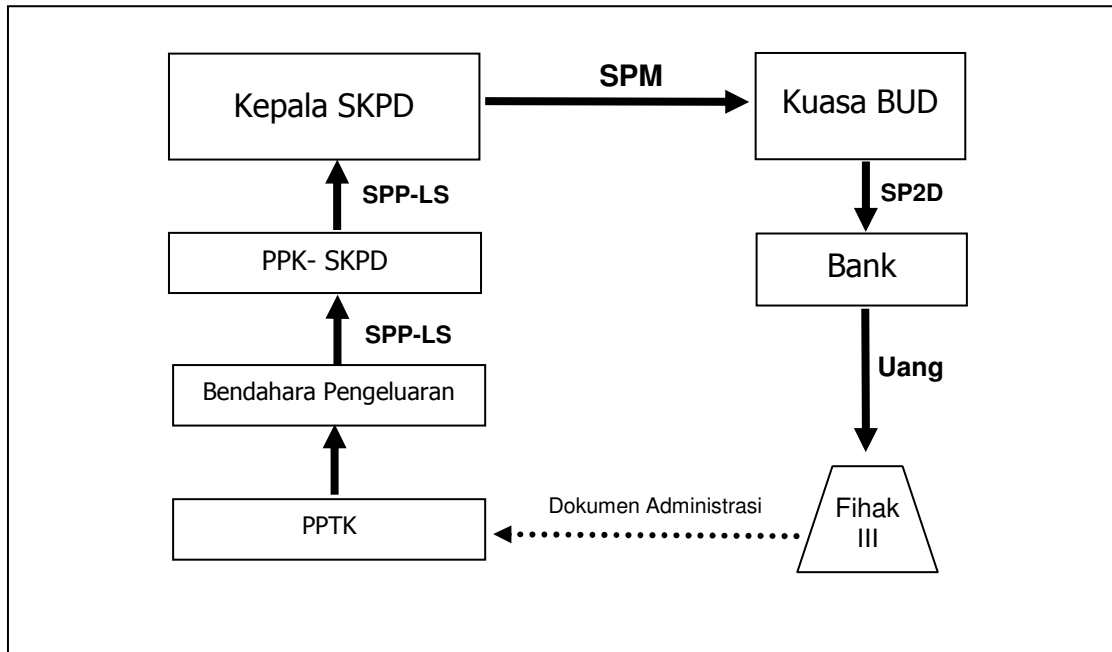 SPM
Kepala SKPD
Kuasa BUD
SPP-LS
SP2D
PPK- SKPD
Bank
SPP-LS
Uang
Bendahara Pengeluaran
Dokumen Administrasi
Fihak
III
PPTK